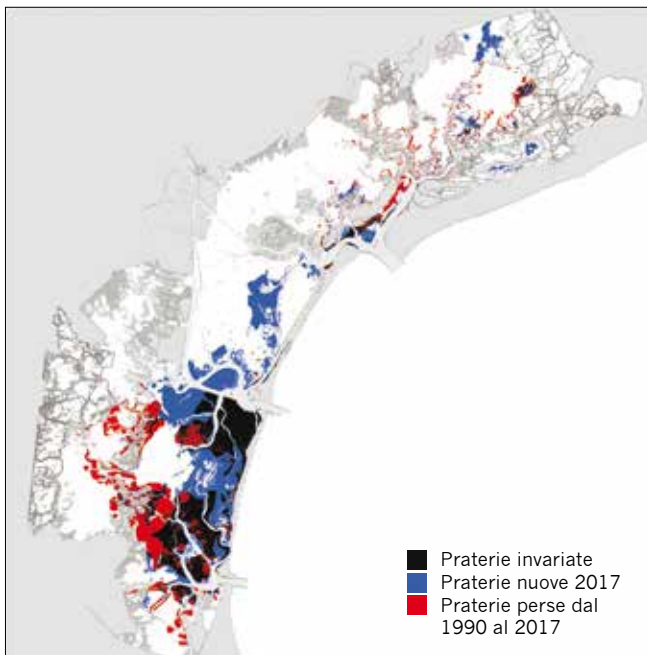 Praterie invariate
Praterie nuove 2017
Praterie perse dal
1990 al 2017